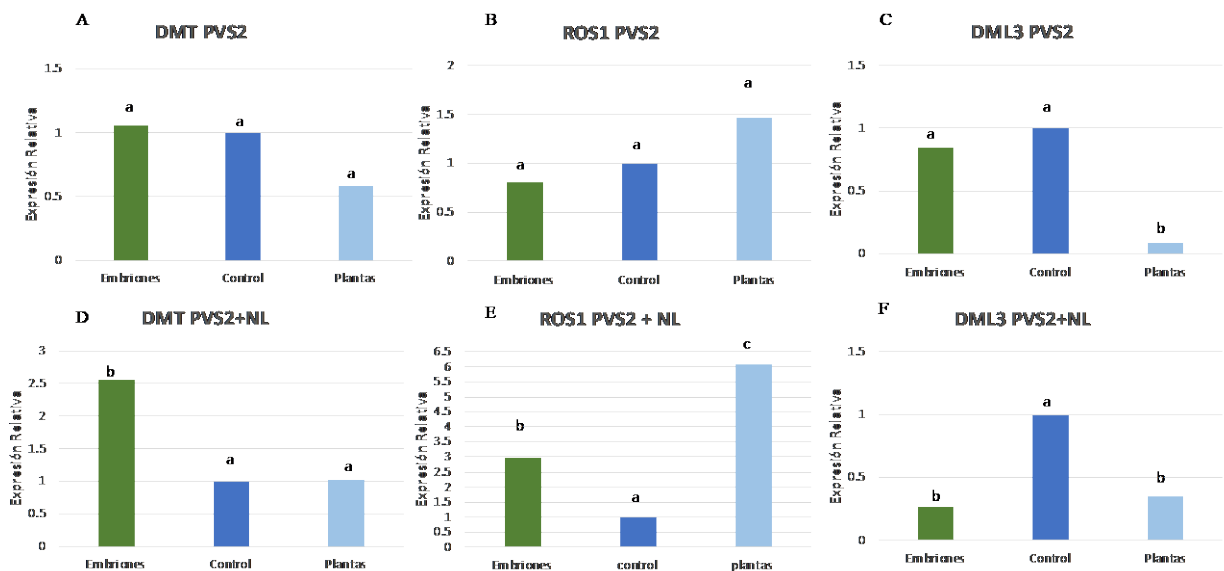 A
DMT PVS2
Expresión Relativa
1.5
1
0.5
0
a
a
a
Embriones
Control
Plantas
B
ROS1 PVS2
Expresión Relativa
2
1.5
1
0.5
0
a
a
a
Embriones
Control
Plantas
C
DML3 PVS2
Expresión Relativa
1.5
1
0.5
0
a
a
b
Embriones
Control
Plantas
D
DMT PVS2+NL
Expresión Relativa
3
2.5
2
1.5
1
0.5
0
b
a
a
Embriones
Control
Plantas
E
ROS1 PVS2 + NL
Expresión Relativa
6.5
6
5.5
5
4.5
4
3.5
3
2.5
2
1.5
1
0.5
0
b
a
c
Embriones
control
plantas
F
DML3 PVS2+NL
Expresión Relativa
1.5
1
0.5
0
b
a
b
Embriones
Control
Plantas